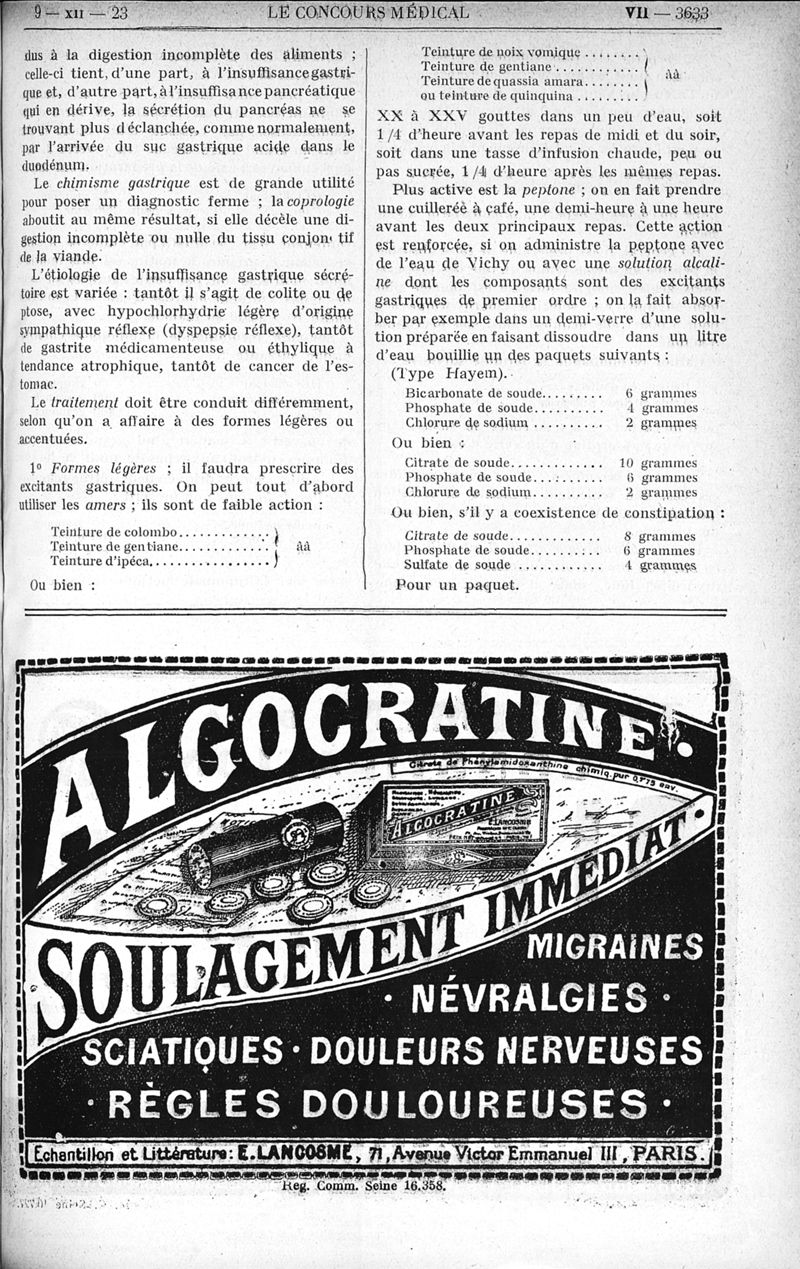 9 — XII — 23
LE CONCOURS MÉDICAL
VII — 3633
dus à la digestion incomplète des aliments ;
celle-ci tient, d'une part, à l'insuffisance gastri-
que et, d'autre part, à l'insuffisance pancréatique
qui en dérive, la sécrétion du pancréas ne se
trouvant plus déclanchée, comme normalement,
par l'arrivée du suc gastrique acide dans le
duodénum.
Le chimisme gastrique est de grande utilité
pour poser un diagnostic ferme ; la coprologie
aboutit au même résultat, si elle décèle une di-
gestion incomplète ou nulle du tissu conjonctif
de la viande.
L'étiologie de l'insuffisance gastrique sécré-
toire est variée : tantôt il s'agit de colite ou de
ptose, avec hypochlorhydrie légère d'origine
sympathique réflexe (dyspepsie réflexe), tantôt
de gastrite médicamenteuse ou éthylique à
tendance atrophique, tantôt de cancer de l'es-
tomac.
Le traitement doit être conduit différemment,
selon qu'on a affaire à des formes légères ou
accentuées.
1º Formes légères ; il faudra prescrire des
excitants gastriques. On peut tout d'abord
utiliser les amers ; ils sont de faible action :
Teinture de colombo............ )
Teinture de gentiane............ } ââ
Teinture d'ipéca................ )
Ou bien :
Teinture de noix vomique ........
Teinture de gentiane ............
Teinture de quassia amara........ ââ
ou teinture de quinquina .........
XX à XXV gouttes dans un peu d'eau, soit
1/4 d'heure avant les repas de midi et du soir,
soit dans une tasse d'infusion chaude, peu ou
pas sucrée, 1/4 d'heure après les mêmes repas.
Plus active est la peptone ; on en fait prendre
une cuillereé à café, une demi-heure à une heure
avant les deux principaux repas. Cette action
est renforcée, si on administre la peptone avec
de l'eau de Vichy ou avec une solution alcali-
ne dont les composants sont des excitants
gastriques de premier ordre ; on la fait absor-
ber par exemple dans un demi-verre d'une solu-
tion préparée en faisant dissoudre dans un litre
d'eau bouillie un des paquets suivants :
(Type Hayem).
Bicarbonate de soude......... 6 grammes
Phosphate de soude.......... 4 grammes
Chlorure de sodium .......... 2 grammes
Ou bien :
Citrate de soude............. 10 grammes
Phosphate de soude.......... 6 grammes
Chlorure de sodium.......... 2 grammes
Ou bien, s'il y a coexistence de constipation :
Citrate de soude............. 8 grammes
Phosphate de soude.......... 6 grammes
Sulfate de soude ............ 4 grammes
Pour un paquet.
ALGOCRATINE ·
Citrate de Phénylamidoxanthine chimiq. pur 0,775 env.
ALGOCRATINE
E. LANCOSME
SOULAGEMENT IMMÉDIAT ·
MIGRAINES
· NÉVRALGIES ·
SCIATIQUES · DOULEURS NERVEUSES
· RÈGLES DOULOUREUSES ·
Echantillon et Littérature : E. LANCOSME, 71, Avenue Victor Emmanuel III, PARIS.
Reg. Comm. Seine 16.358.